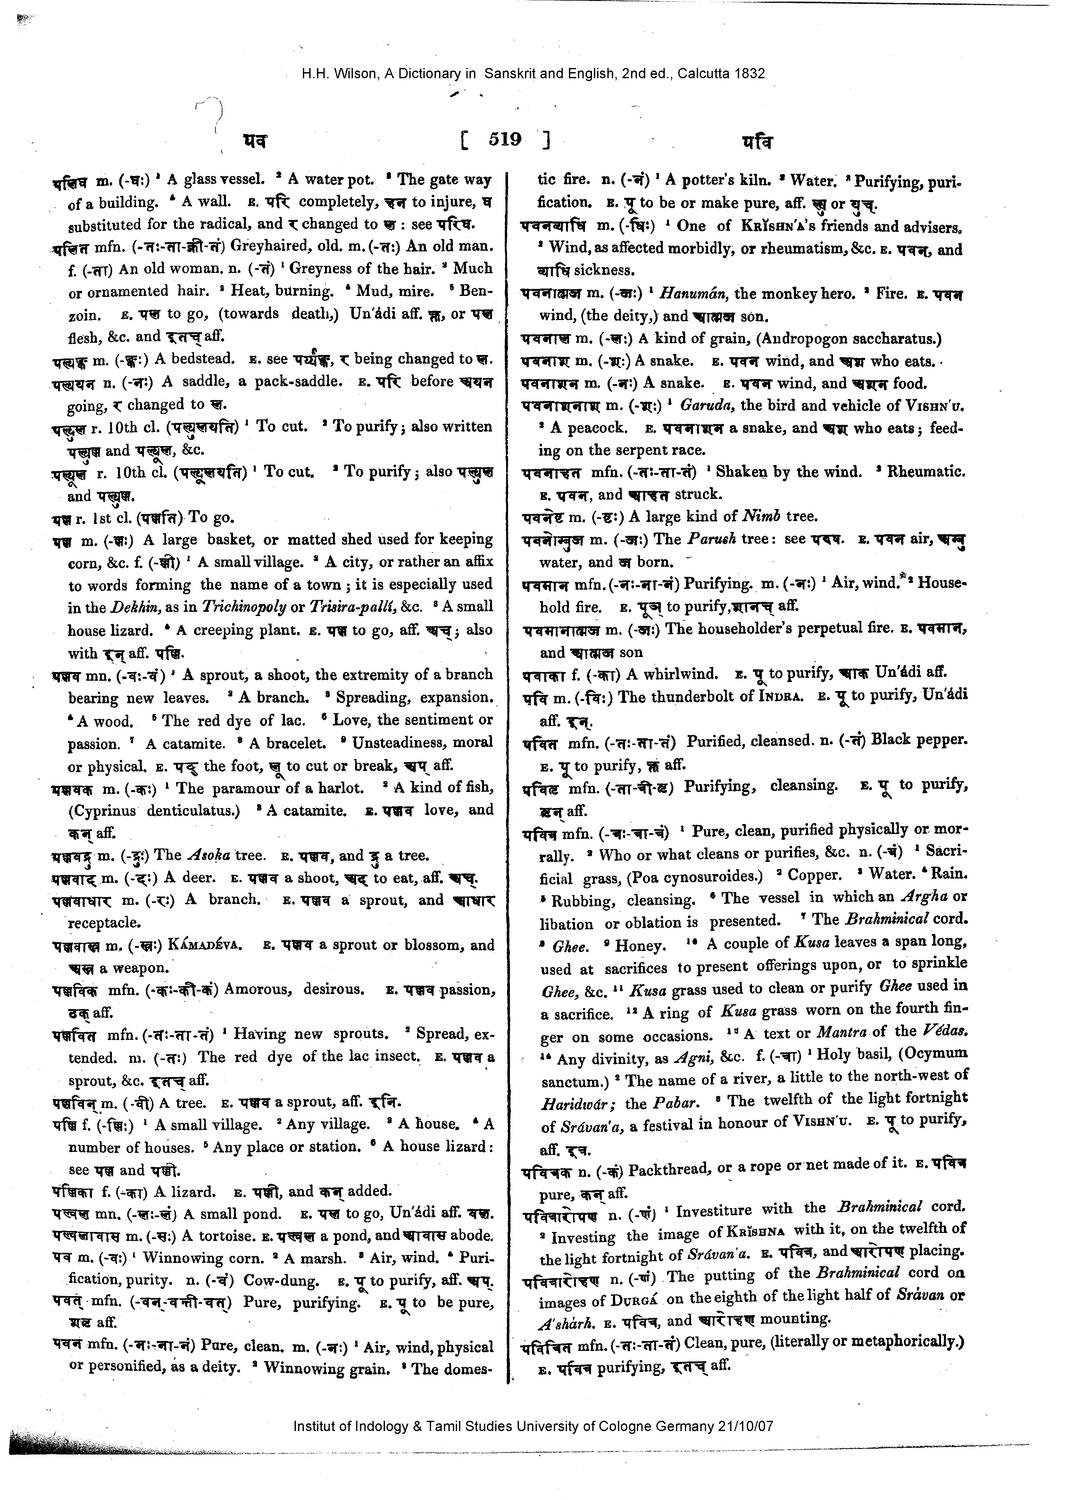 H.H. Wilson, A Dictionary in Sanskrit and English, 2nd ed., Calcutta 1832
पव [ 519 ] पवि
पलिघ m. (-घः) ¹ A glass vessel. ² A water pot. ³ The gate way
of a building. ⁴ A wall. E. परि completely, हन to injure, घ
substituted for the radical, and र changed to ल : see परिघ.
पलित mfn. (-तः-ता-क्नी-तं) Greyhaired, old. m. (-तः) An old man.
f. (-ता) An old woman. n. (-तं) ¹ Greyness of the hair. ² Much
or ornamented hair. ³ Heat, burning. ⁴ Mud, mire. ⁵ Ben-
zoin. E. पल to go, (towards death,) Un'ádi aff. क्त, or पल
flesh, &c. and इतच् aff.
पल्यङ्क m. (-ङ्कः) A bedstead. E. see पर्य्यङ्क, र being changed to ल.
पल्ययन n. (-नः) A saddle, a pack-saddle. E. परि before अयन
going, र changed to ल.
पल्युल r. 10th cl. (पल्युलयति) ¹ To cut. ² To purify; also written
and पल्यूल, &c.
पल्यूल r. 10th cl. (पल्यूलयति) ¹ To cut. ² To purify; also पल्युल
and
पल्ल r. 1st cl. (पल्लति) To go.
पल्ल m. (-ल्लः) A large basket, or matted shed used for keeping
corn, &c. f. (-ल्ली) ¹ A small village. ² A city, or rather an affix
to words forming the name of a town; it is especially used
in the Dekhin, as in Trichinopoly or Trisira-palli, &c. ³ A small
house lizard. ⁴ A creeping plant. E. पल्ल to go, aff. अच्; also
with इन् aff. पल्लि.
पल्लव mn. (-वः-वं) ¹ A sprout, a shoot, the extremity of a branch
bearing new leaves. ² A branch. ³ Spreading, expansion.
⁴ A wood. ⁵ The red dye of lac. ⁶ Love, the sentiment or
passion. ⁷ A catamite. ⁸ A bracelet. ⁹ Unsteadiness, moral
or physical. E. पद् the foot, लू to cut or break, अप् aff.
पल्लवक m. (-कः) ¹ The paramour of a harlot. ² A kind of fish,
(Cyprinus denticulatus.) ³ A catamite. E. पल्लव love, and
कन् aff.
पल्लवद्रु m. (-द्रुः) The Asoka tree. E. पल्लव, and द्रु a tree.
पल्लवाद् m. (-दः) A deer. E. पल्लव a shoot, अद् to eat, aff. अच्.
पल्लवाधार m. (-रः) A branch. E. पल्लव a sprout, and आधार
receptacle.
पल्लवास्त्र m. (-स्त्रः) KÁMADÉVA. E. पल्लव a sprout or blossom, and
अस्त्र a weapon.
पल्लविक mfn. (-कः-की-कं) Amorous, desirous. E. पल्लव passion,
ठक् aff.
पल्लवित mfn. (-तः-ता-तं) ¹ Having new sprouts. ² Spread, ex-
tended. m. (-तः) The red dye of the lac insect. E. पल्लव a
sprout, &c. इतच् aff.
पल्लविन् m. (-वी) A tree. E. पल्लव a sprout, aff. इनि.
पल्लि f. (-ल्लिः) ¹ A small village. ² Any village. ³ A house. ⁴ A
number of houses. ⁵ Any place or station. ⁶ A house lizard:
see पल्ल and पल्ली.
पल्लिका f. (-का) A lizard. E. पल्ली, and कन् added.
पल्वल mn. (-लः-लं) A small pond. E. पल to go, Un'ádi aff. वल.
पल्वलावास m. (-सः) A tortoise. E. पल्वल a pond, and आवास abode.
पव m. (-वः) ¹ Winnowing corn. ² A marsh. ³ Air, wind. ⁴ Puri-
fication, purity. n. (-वं) Cow-dung. E. पू to purify, aff. अप्.
पवत् mfn. (-वन्-वन्ती-वत्) Pure, purifying. E. पू to be pure,
शतृ aff.
पवन mfn. (-नः-ना-नं) Pure, clean. m. (-नः) ¹ Air, wind, physical
or personified, as a deity. ² Winnowing grain. ³ The domes-
tic fire. n. (-नं) ¹ A potter's kiln. ² Water. ³ Purifying, puri-
fication. E. पू to be or make pure, aff. ल्यु or युच्.
पवनव्याधि m. (-धिः) ¹ One of KRĬSHN'A's friends and advisers.
² Wind, as affected morbidly, or rheumatism, &c. E. पवन, and
व्याधि sickness.
पवनात्मज m. (-जः) ¹ Hanumán, the monkey hero. ² Fire. E. पवन
wind, (the deity,) and आत्मज son.
पवनाल m. (-लः) A kind of grain, (Andropogon saccharatus.)
पवनाश m. (-शः) A snake. E. पवन wind, and अश who eats.
पवनाशन m. (-नः) A snake. E. पवन wind, and अशन food.
पवनाशनाश m. (-शः) ¹ Garuda, the bird and vehicle of VISHN'U.
² A peacock. E. पवनाशन a snake, and अश who eats; feed-
ing on the serpent race.
पवनाहत mfn. (-तः-ता-तं) ¹ Shaken by the wind. ² Rheumatic.
E. पवन, and आहत struck.
पवनेष्ट m. (-ष्टः) A large kind of Nimb tree.
पवनोम्बुज m. (-जः) The Parush tree: see परुष. E. पवन air, अम्बु
water, and ज born.
पवमान mfn. (-नः-ना-नं) Purifying. m. (-नः) ¹ Air, wind. ² House-
hold fire. E. पूञ् to purify, शानच् aff.
पवमानात्मज m. (-जः) The householder's perpetual fire. E. पवमान,
and आत्मज son
पवाका f. (-का) A whirlwind. E. पू to purify, आक Un'ádi aff.
पवि m. (-विः) The thunderbolt of INDRA. E. पू to purify, Un'ádi
aff. इन्.
पवित mfn. (-तः-ता-तं) Purified, cleansed. n. (-तं) Black pepper.
E. पू to purify, क्त aff.
पवितृ mfn. (-ता-त्री-तृ) Purifying, cleansing. E. पू to purify,
तृन् aff.
पवित्र mfn. (-त्रः-त्रा-त्रं) ¹ Pure, clean, purified physically or mor-
rally. ² Who or what cleans or purifies, &c. n. (-त्रं) ¹ Sacri-
ficial grass, (Poa cynosuroides.) ² Copper. ³ Water. ⁴ Rain.
⁵ Rubbing, cleansing. ⁶ The vessel in which an Argha or
libation or oblation is presented. ⁷ The Brahminical cord.
⁸ Ghee. ⁹ Honey. ¹⁰ A couple of Kusa leaves a span long,
used at sacrifices to present offerings upon, or to sprinkle
Ghee, &c. ¹¹ Kusa grass used to clean or purify Ghee used in
a sacrifice. ¹² A ring of Kusa grass worn on the fourth fin-
ger on some occasions. ¹³ A text or Mantra of the Védas.
¹⁴ Any divinity, as Agni, &c. f. (-त्रा) ¹ Holy basil, (Ocymum
sanctum.) ² The name of a river, a little to the north-west of
Haridwár; the Pabar. ³ The twelfth of the light fortnight
of Srávan'a, a festival in honour of VISHN'U. E. पू to purify,
aff. इत्र.
पवित्रक n. (-कं) Packthread, or a rope or net made of it. E. पवित्र
pure, कन् aff.
पवित्रारोपण n. (-णं) ¹ Investiture with the Brahminical cord.
² Investing the image of KRĬSHNA with it, on the twelfth of
the light fortnight of Srávan'a. E. पवित्र, and आरोपण placing.
पवित्रारोहण n. (-णं) The putting of the Brahminical cord on
images of DURGÁ on the eighth of the light half of Srávan or
A'shárh. E. पवित्र, and आरोहण mounting.
पवित्रित mfn. (-तः-ता-तं) Clean, pure, (literally or metaphorically.)
E. पवित्र purifying, इतच् aff.
Institut of Indology & Tamil Studies University of Cologne Germany 21/10/07